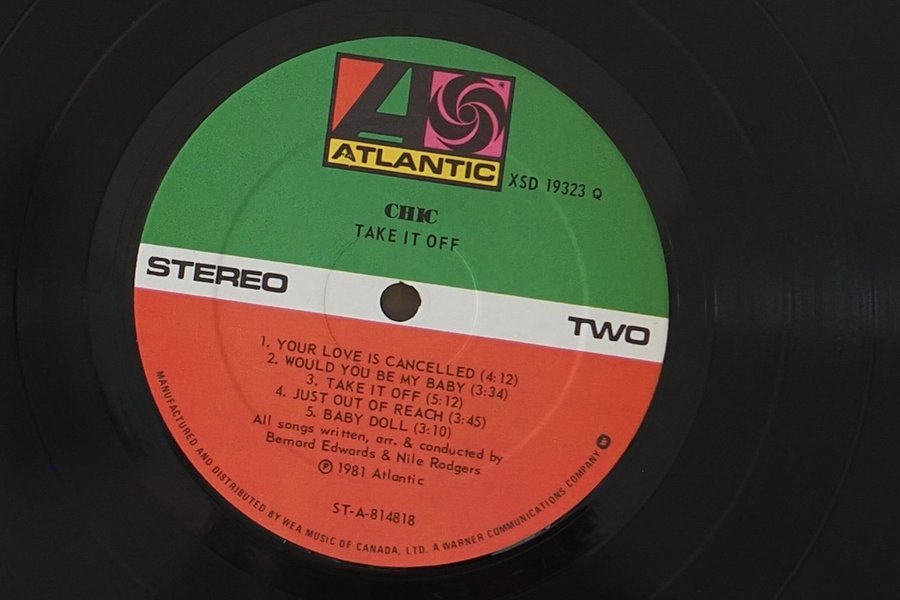 ATLANTIC
XSD 19323 Q
CHIC
TAKE IT OFF
STEREO
TWO
1. YOUR LOVE IS CANCELLED (4:12)
2. WOULD YOU BE MY BABY (3:34)
3. TAKE IT OFF (5:12)
4. JUST OUT OF REACH (3:45)
5. BABY DOLL (3:10)
All songs written, arr. & conducted by
Bernard Edwards & Nile Rodgers
℗ 1981 Atlantic
ST-A-814818
MANUFACTURED AND DISTRIBUTED BY WEA MUSIC OF CANADA, LTD. A WARNER COMMUNICATIONS COMPANY